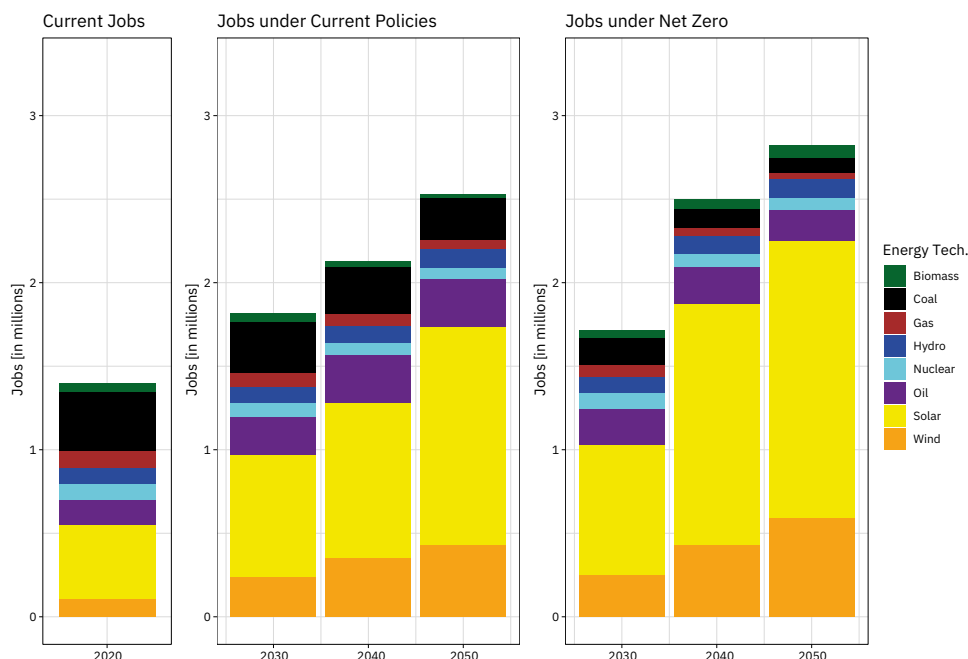 Current Jobs
Jobs [in millions]
3
2
1
0
2020
Jobs under Current Policies
Jobs [in millions]
3
2
1
0
2030 2040 2050
Jobs under Net Zero
Jobs [in millions]
3
2
1
0
2030 2040 2050
Energy Tech.
Biomass
Coal
Gas
Hydro
Nuclear
Oil
Solar
Wind